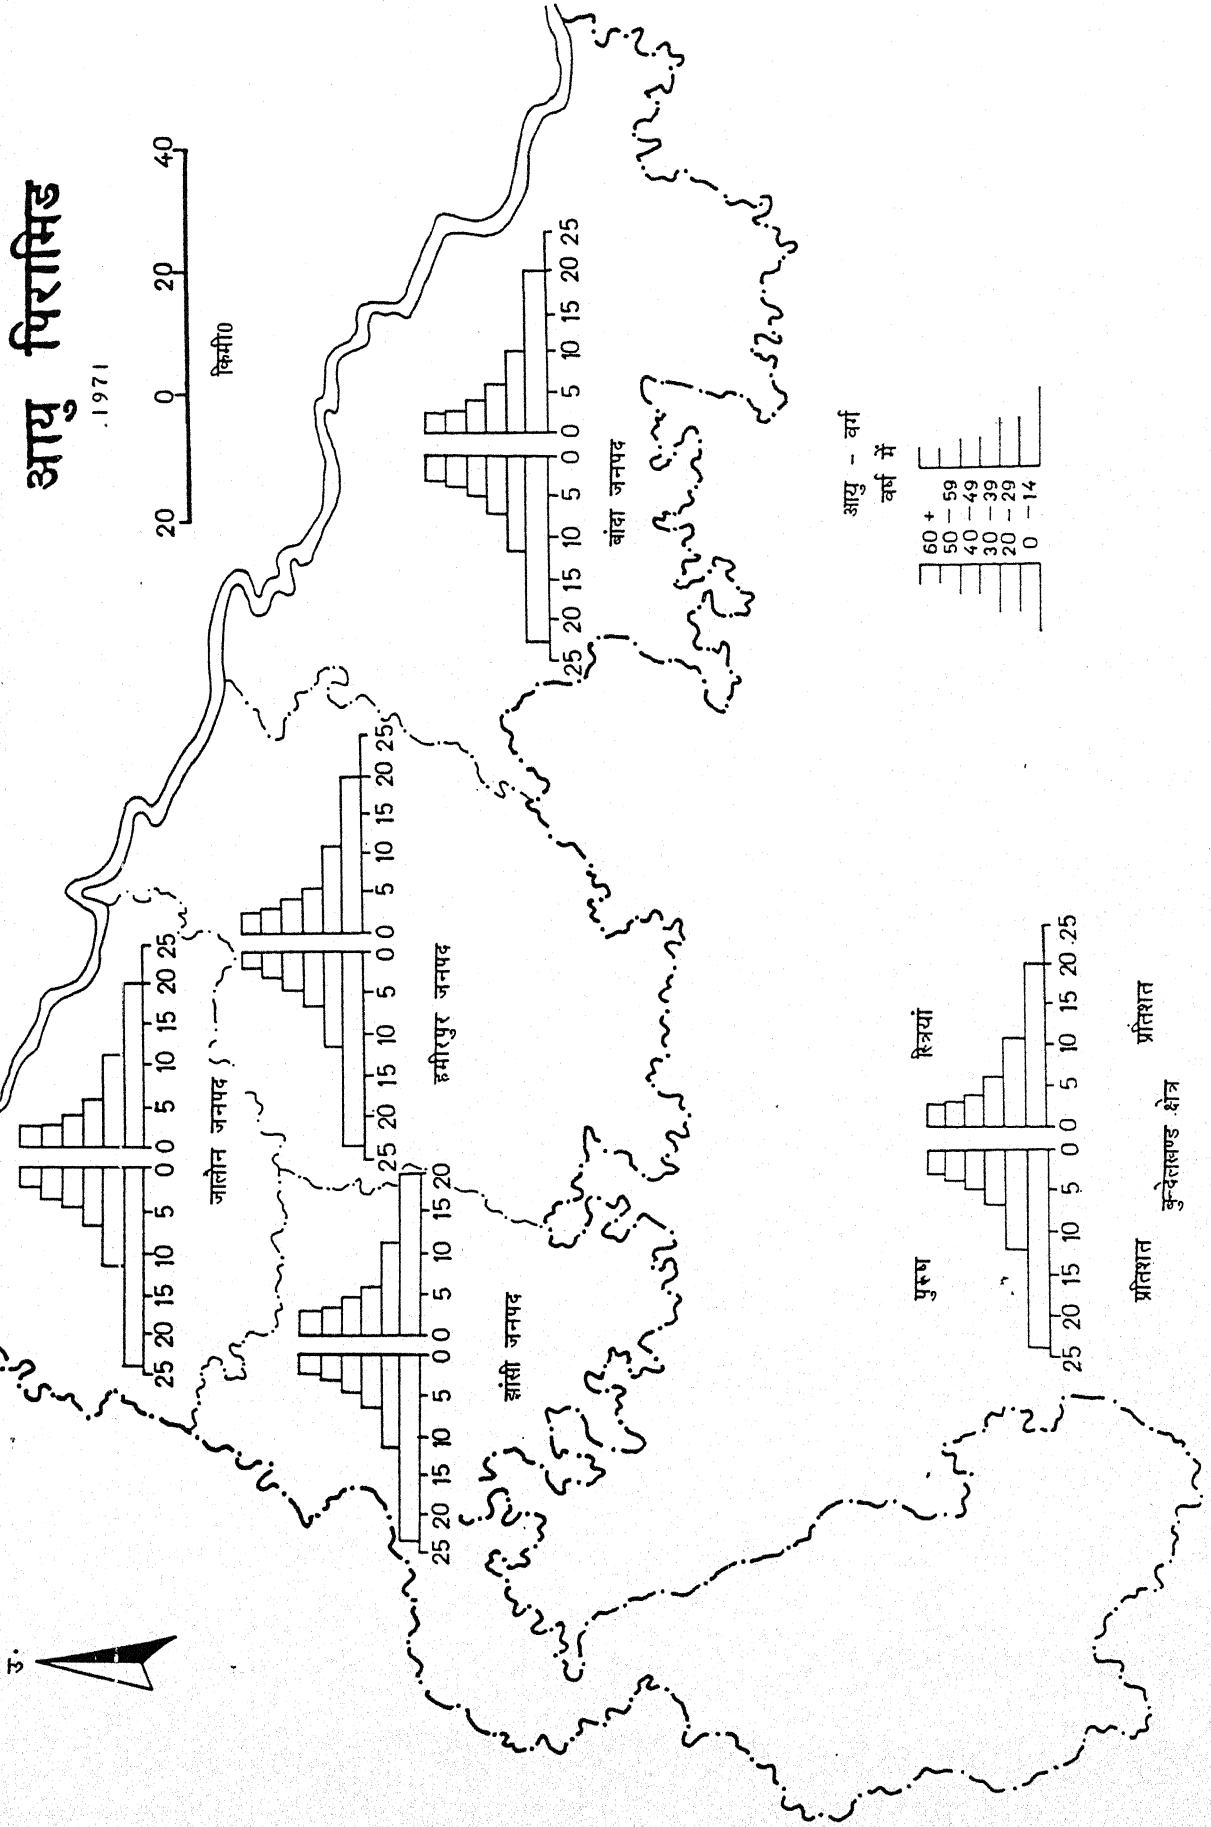 आयु पिरामिड
.1971
20 0 20 40
किमी0
उ.
25 20 15 10 5 0 0 5 10 15 20 25
जालोन जनपद
25 20 15 10 5 0 0 5 10 15 20 25
हमीरपुर जनपद
25 20 15 10 5 0 0 5 10 15 20
झांसी जनपद
25 20 15 10 5 0 0 5 10 15 20 25
बांदा जनपद
आयु - वर्ग
वर्ष में
60 +
50 - 59
40 - 49
30 - 39
20 - 29
0 - 14
पुरुष स्त्रियां
25 20 15 10 5 0 0 5 10 15 20 25
प्रतिशत प्रतिशत
बुन्देलखण्ड क्षेत्र